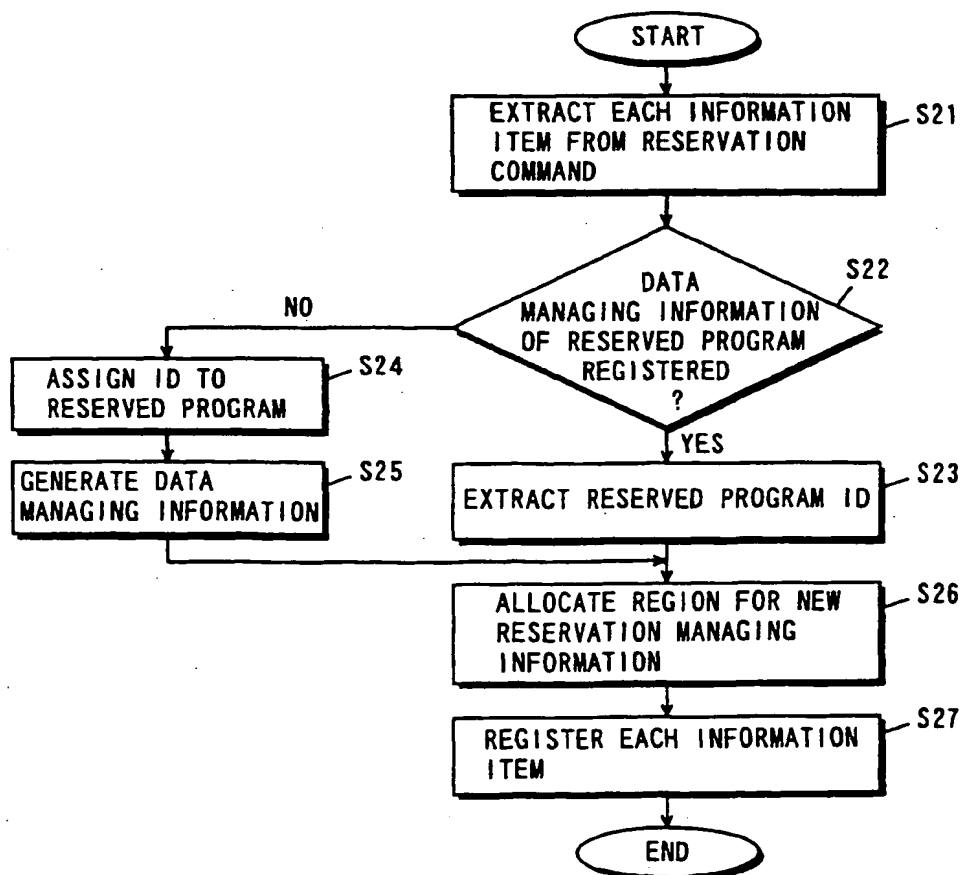 START
EXTRACT EACH INFORMATION
ITEM FROM RESERVATION
COMMAND
S21
DATA
MANAGING INFORMATION
OF RESERVED PROGRAM
REGISTERED
?
S22
NO
YES
ASSIGN ID TO
RESERVED PROGRAM
S24
GENERATE DATA
MANAGING INFORMATION
S25
EXTRACT RESERVED PROGRAM ID
S23
ALLOCATE REGION FOR NEW
RESERVATION MANAGING
INFORMATION
S26
REGISTER EACH INFORMATION
ITEM
S27
END